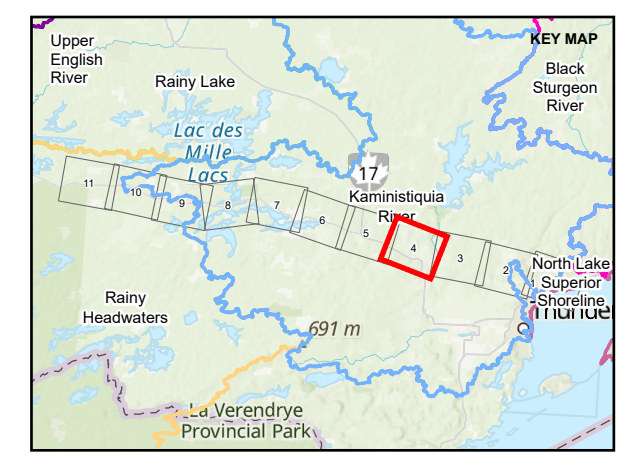 KEY MAP
Upper
English
River
Rainy Lake
Black
Sturgeon
River
Lac des
Mille
Lacs
17
Kaministiquia
River
11
10
9
8
7
6
5
4
3
2
North Lake
Superior
Shoreline
Thunder
Rainy
Headwaters
691 m
La Verendrye
Provincial Park